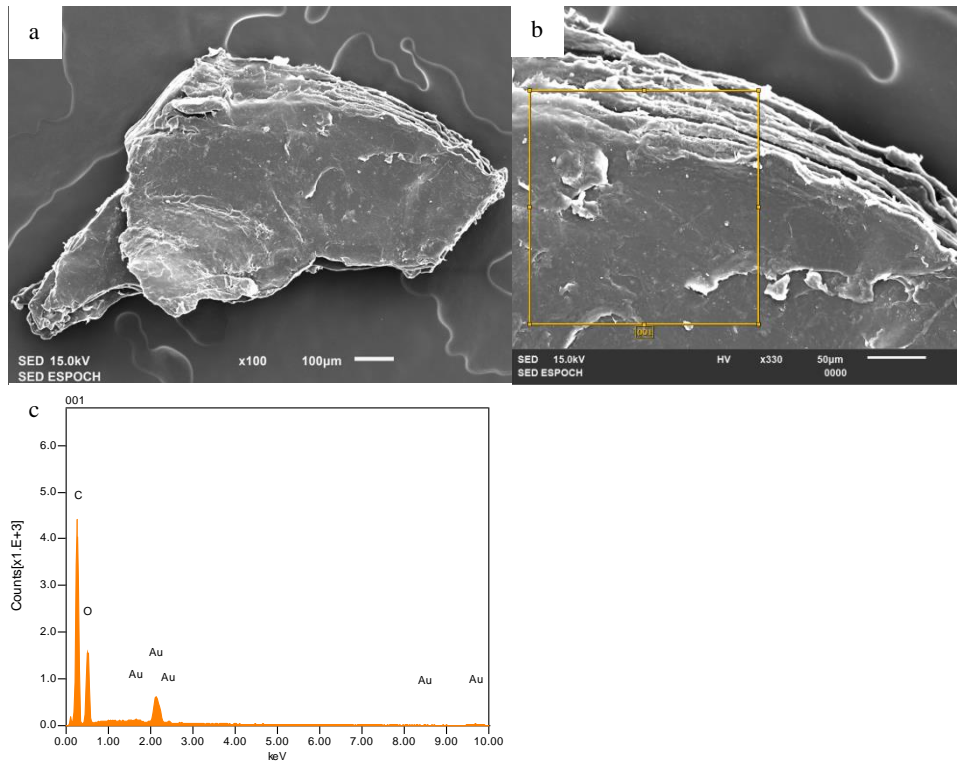 a
SED 15.0kV x100 100µm
SED ESPOCH
b
001
SED 15.0kV HV x330 50µm
SED ESPOCH 0000
c
001
Counts[x1.E+3]
6.0
5.0
4.0
3.0
2.0
1.0
0.0
C
O
Au
Au
Au
Au
Au
0.00 1.00 2.00 3.00 4.00 5.00 6.00 7.00 8.00 9.00 10.00
keV